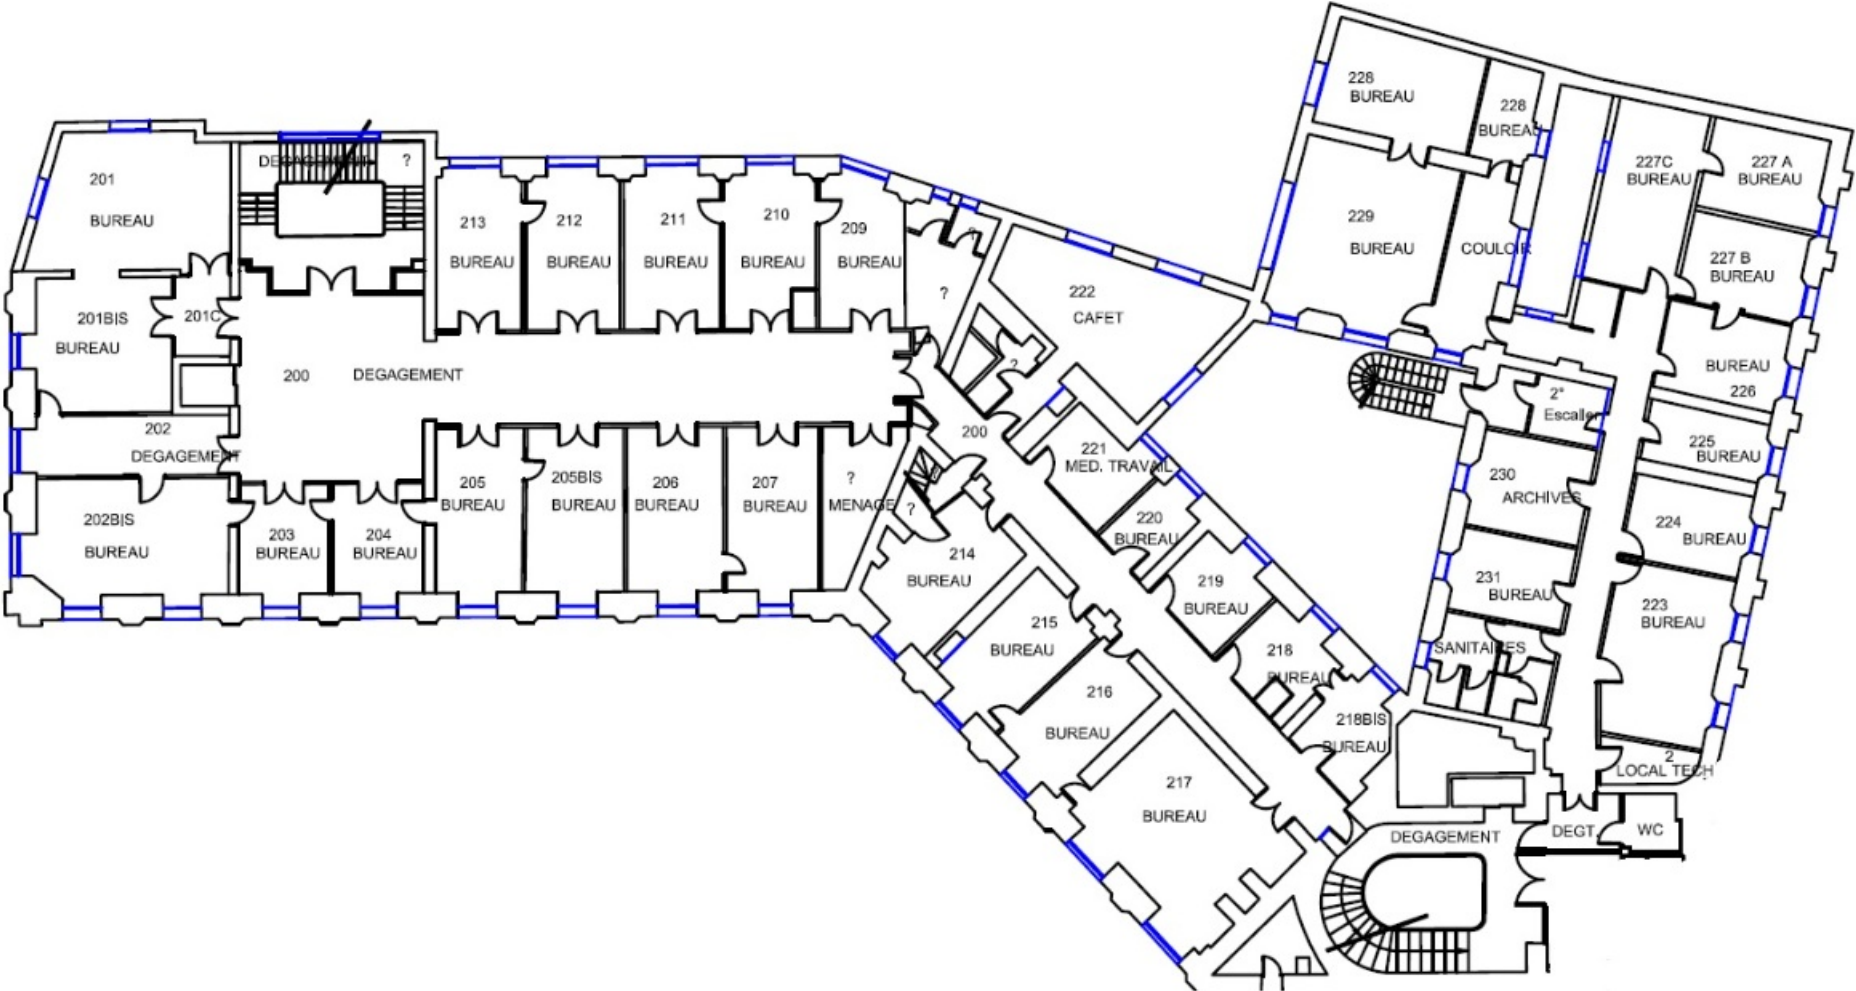 201
BUREAU
DEGAGEMENT
?
201BIS
BUREAU
201C
200
DEGAGEMENT
202
DEGAGEMENT
202BIS
BUREAU
203
BUREAU
204
BUREAU
213
BUREAU
212
BUREAU
211
BUREAU
210
BUREAU
209
BUREAU
?
?
205
BUREAU
205BIS
BUREAU
206
BUREAU
207
BUREAU
?
MENAGE
?
200
?
222
CAFET
221
MED. TRAVAIL
220
BUREAU
219
BUREAU
218
BUREAU
218BIS
BUREAU
214
BUREAU
215
BUREAU
216
BUREAU
217
BUREAU
228
BUREAU
228
BUREAU
229
BUREAU
COULOIR
227C
BUREAU
227 A
BUREAU
227 B
BUREAU
BUREAU
226
2°
Escalier
225
BUREAU
230
ARCHIVES
224
BUREAU
231
BUREAU
223
BUREAU
SANITAIRES
2
LOCAL TECH
DEGAGEMENT
DEGT.
WC